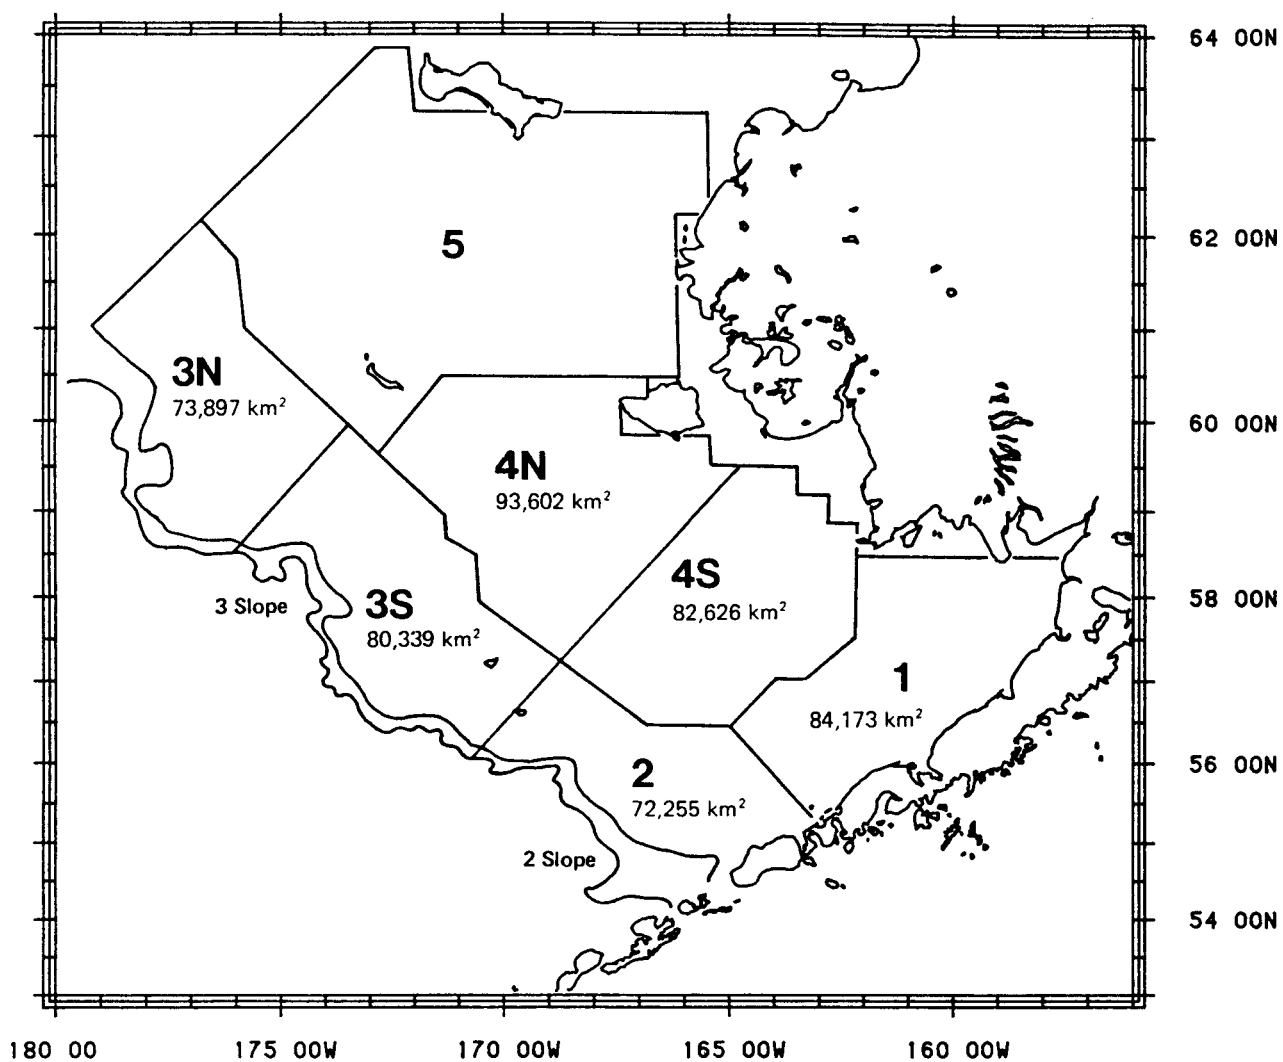 64 00N
5
62 00N
3N
73,897 km²
60 00N
4N
93,602 km²
4S
82,626 km²
3 Slope
3S
80,339 km²
58 00N
1
84,173 km²
2
72,255 km²
56 00N
2 Slope
54 00N
180 00 175 00W 170 00W 165 00W 160 00W